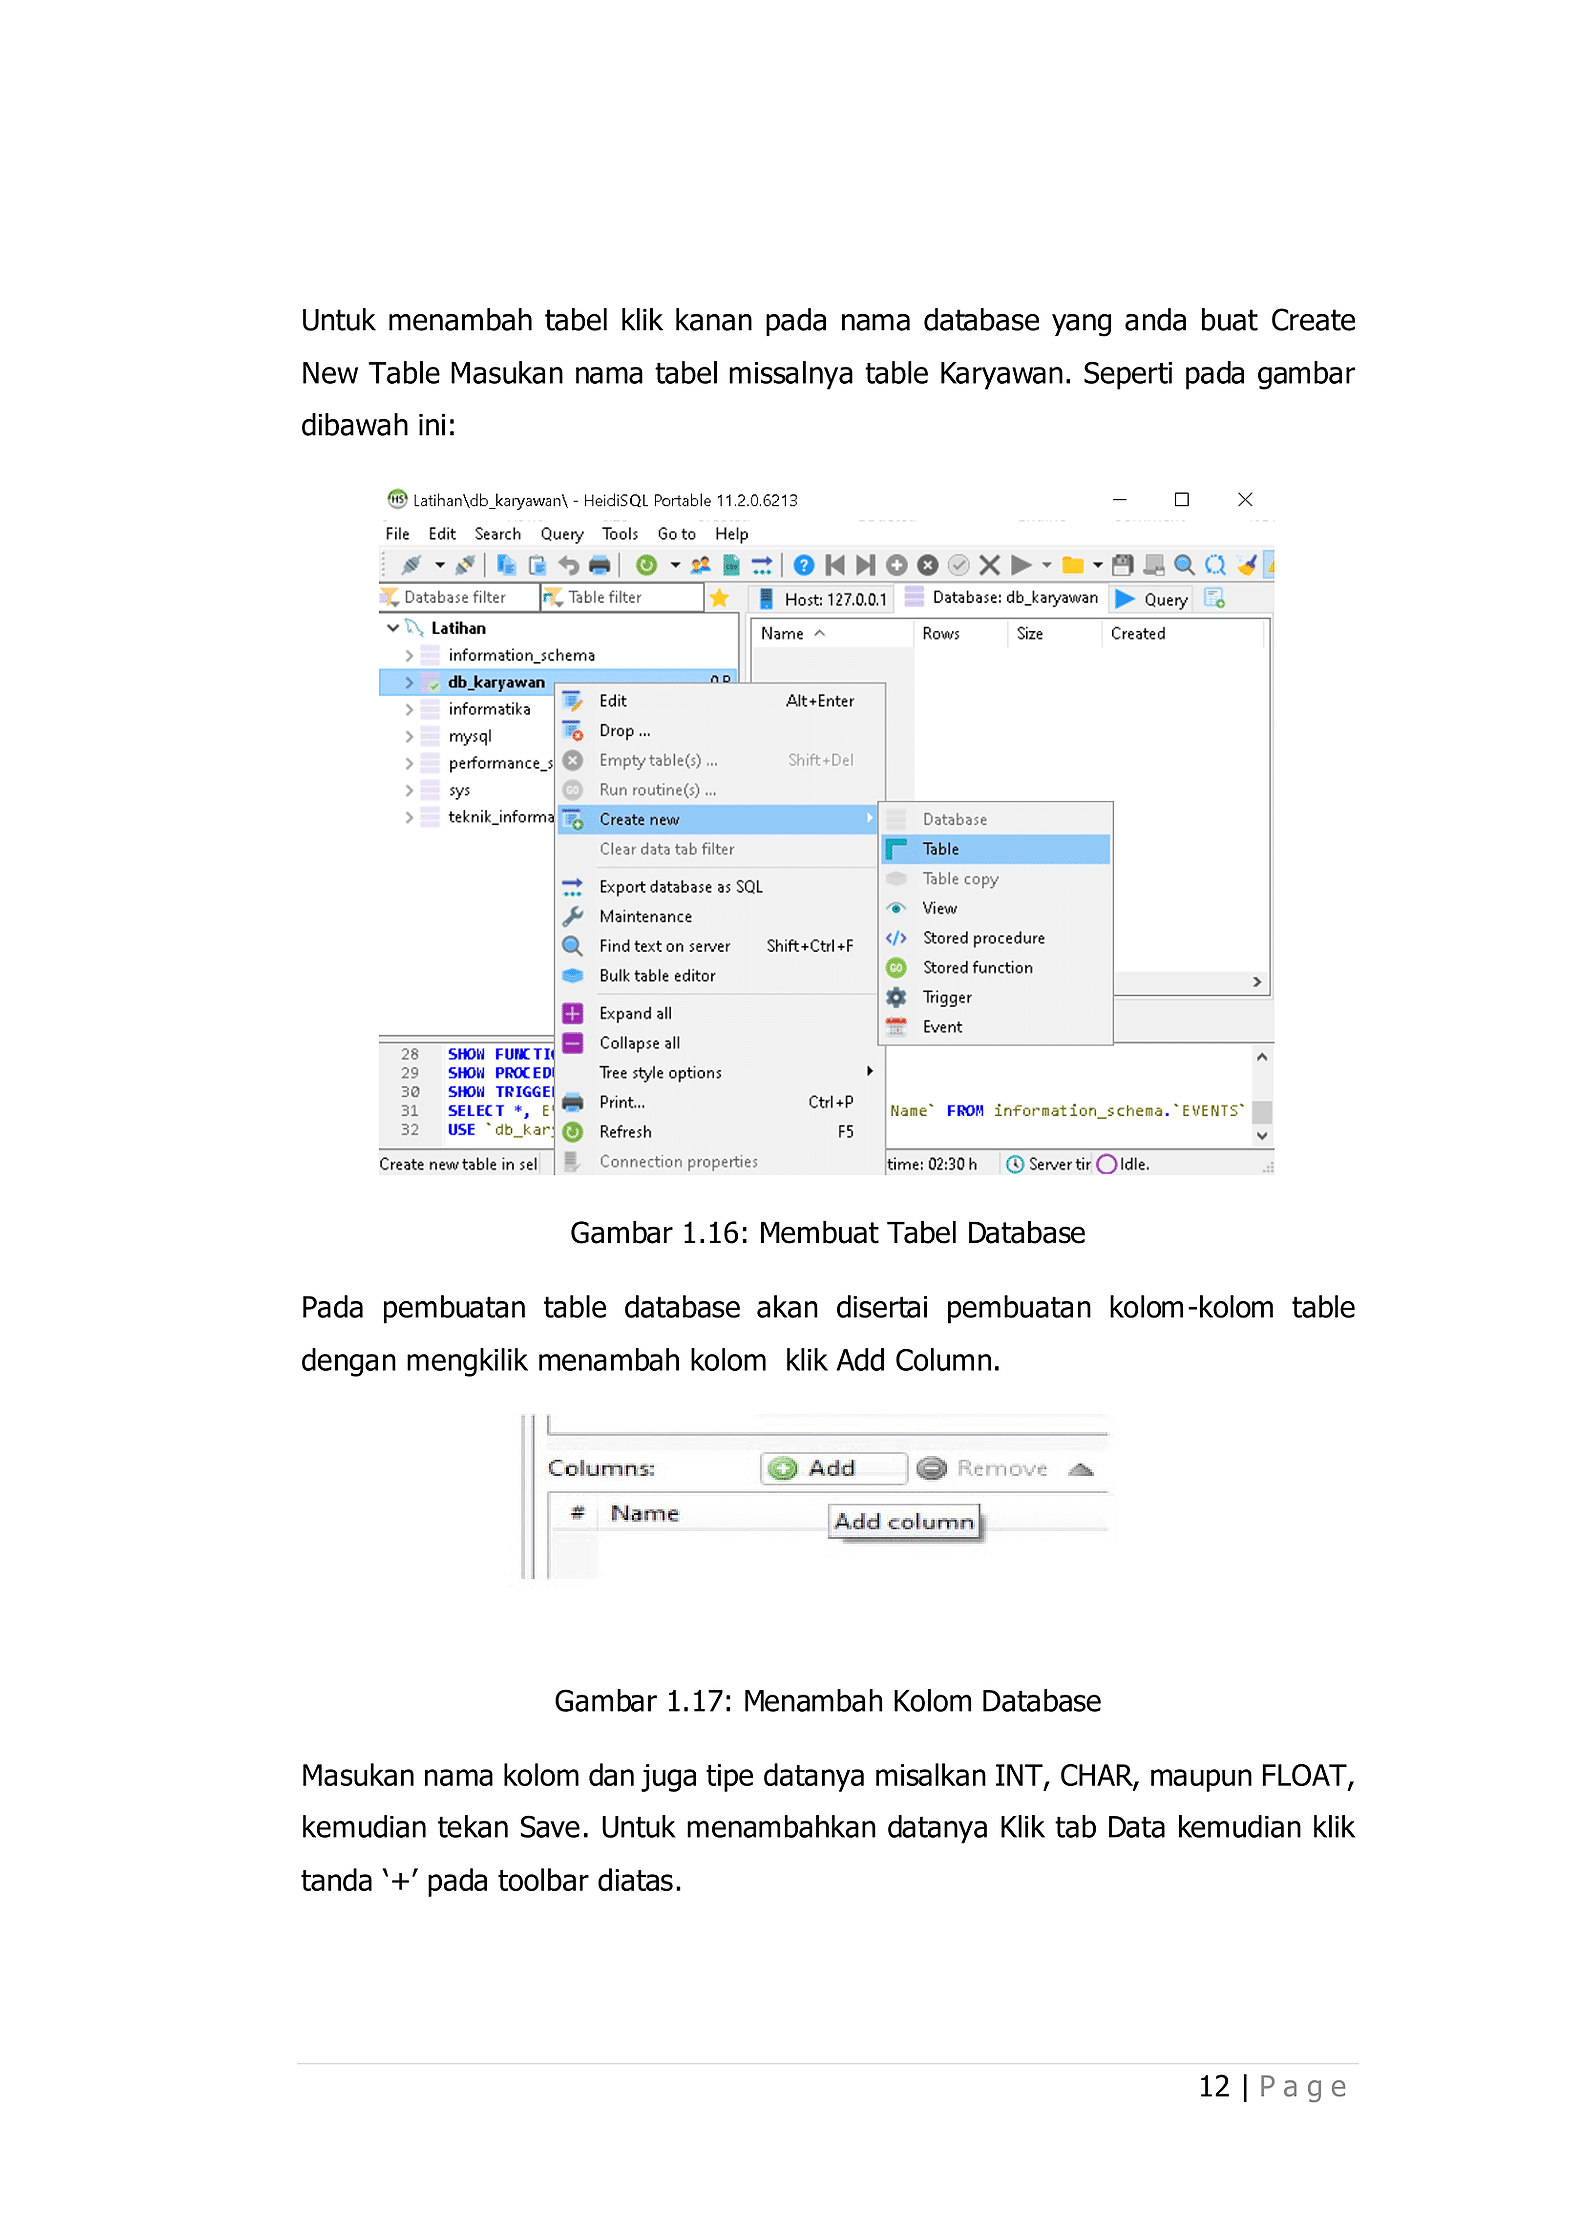 Untuk menambah tabel klik kanan pada nama database yang anda buat Create
New Table Masukan nama tabel missalnya table Karyawan. Seperti pada gambar
dibawah ini:
Latihan\db_karyawan\ - HeidiSQL Portable 11.2.0.6213
File Edit Search Query Tools Go to Help
Database filter Table filter Host: 127.0.0.1 Database: db_karyawan Query
Latihan
Name Rows Size Created
information_schema
db_karyawan
informatika
mysql
performance_s
sys
teknik_informa
Edit Alt+Enter
Drop ...
Empty table(s) ... Shift+Del
Run routine(s) ...
Create new
Clear data tab filter
Export database as SQL
Maintenance
Find text on server Shift+Ctrl+F
Bulk table editor
Expand all
Collapse all
Tree style options
Print... Ctrl+P
Refresh F5
Connection properties
Database
Table
Table copy
View
Stored procedure
Stored function
Trigger
Event
28 SHOW FUNCTI
29 SHOW PROCED
30 SHOW TRIGGE
31 SELECT *, E Name` FROM information_schema.`EVENTS`
32 USE `db_kar
Create new table in sel time: 02:30 h Server tir Idle.
Gambar 1.16: Membuat Tabel Database
Pada pembuatan table database akan disertai pembuatan kolom-kolom table
dengan mengkilik menambah kolom klik Add Column.
Columns: Add Remove
# Name
Add column
Gambar 1.17: Menambah Kolom Database
Masukan nama kolom dan juga tipe datanya misalkan INT, CHAR, maupun FLOAT,
kemudian tekan Save. Untuk menambahkan datanya Klik tab Data kemudian klik
tanda ‘+’ pada toolbar diatas.
12 | Page